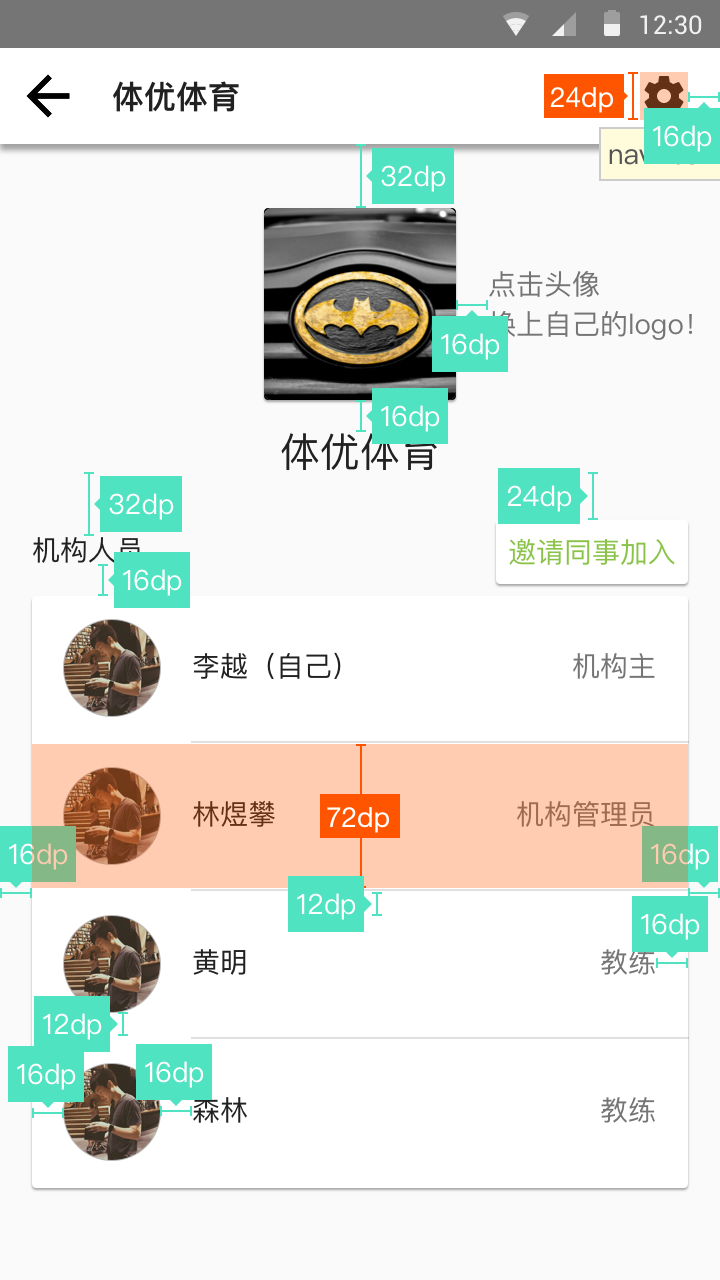 12:30
体优体育
24dp
16dp
nav
32dp
点击头像
换上自己的logo!
16dp
16dp
体优体育
32dp
24dp
机构人员
邀请同事加入
16dp
李越（自己）
机构主
林煜攀
72dp
机构管理员
16dp
16dp
12dp
16dp
黄明
教练
12dp
16dp
16dp
森林
教练